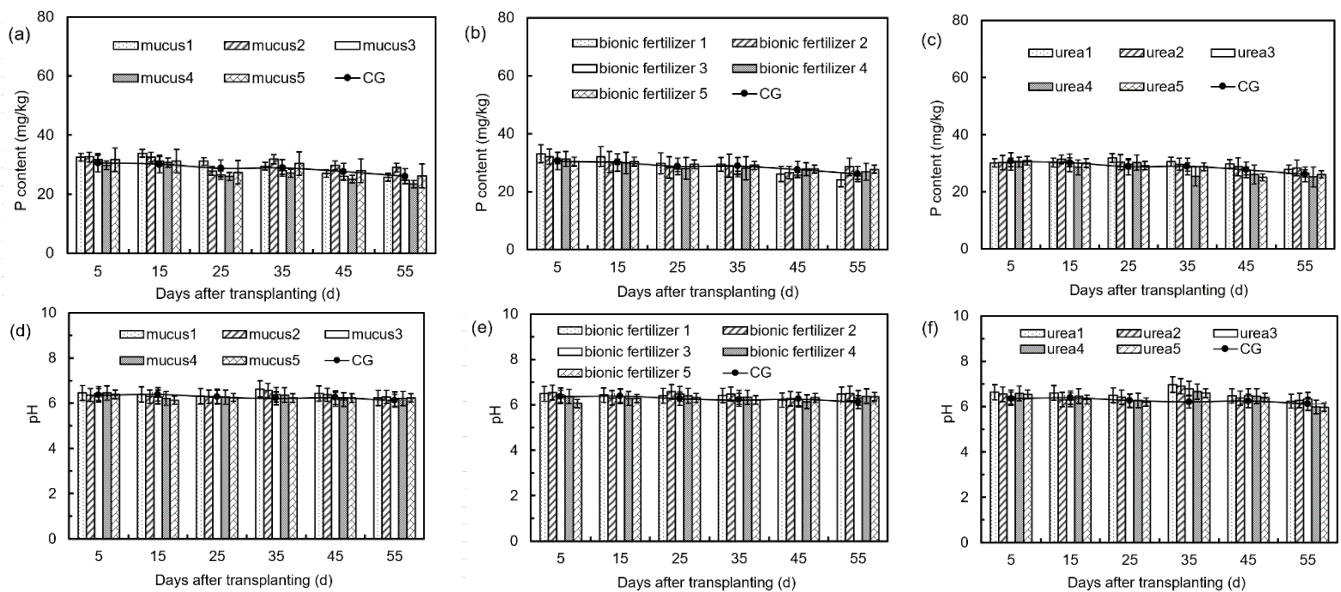 (a)
mucus1 mucus2 mucus3
mucus4 mucus5 CG
80
60
40
20
0
P content (mg/kg)
5 15 25 35 45 55
Days after transplanting (d)
(b)
bionic fertilizer 1 bionic fertilizer 2
bionic fertilizer 3 bionic fertilizer 4
bionic fertilizer 5 CG
80
60
40
20
0
P content (mg/kg)
5 15 25 35 45 55
Days after transplanting (d)
(c)
urea1 urea2 urea3
urea4 urea5 CG
80
60
40
20
0
P content (mg/kg)
5 15 25 35 45 55
Days after transplanting (d)
(d)
mucus1 mucus2 mucus3
mucus4 mucus5 CG
10
8
6
4
2
0
pH
5 15 25 35 45 55
Days after transplanting (d)
(e)
bionic fertilizer 1 bionic fertilizer 2
bionic fertilizer 3 bionic fertilizer 4
bionic fertilizer 5 CG
10
8
6
4
2
0
pH
5 15 25 35 45 55
Days after transplanting (d)
(f)
urea1 urea2 urea3
urea4 urea5 CG
10
8
6
4
2
0
pH
5 15 25 35 45 55
Days after transplanting (d)